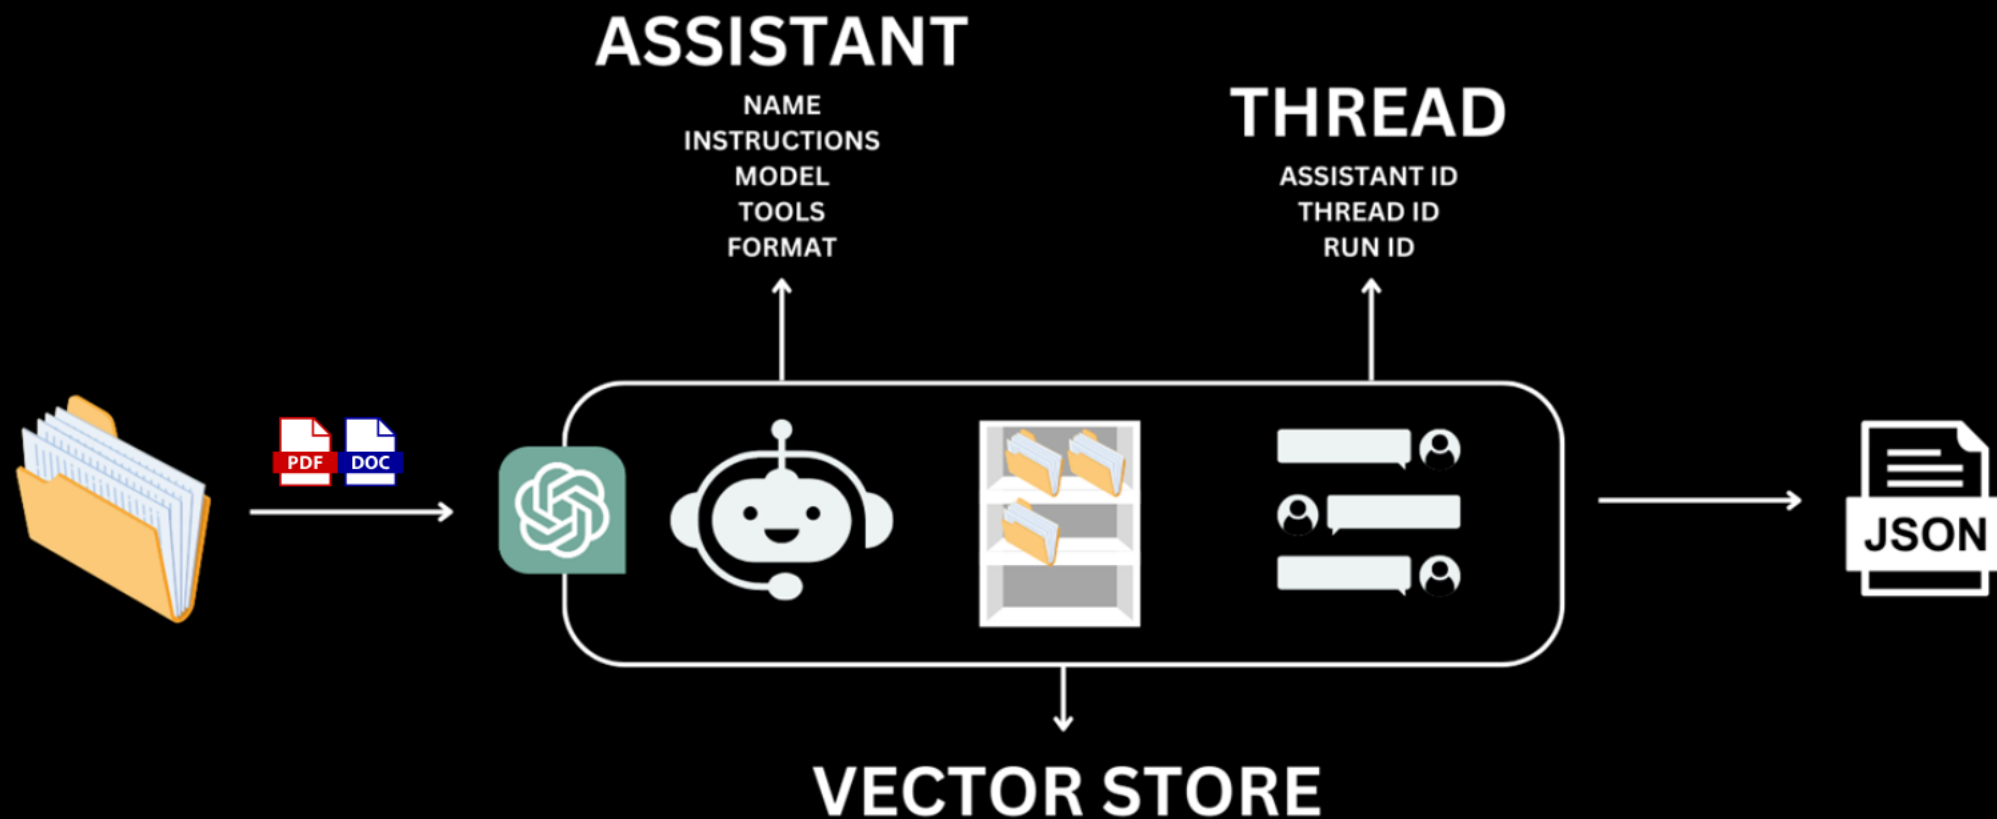 ASSISTANT
NAME
INSTRUCTIONS
MODEL
TOOLS
FORMAT
THREAD
ASSISTANT ID
THREAD ID
RUN ID
PDF
DOC
JSON
VECTOR STORE